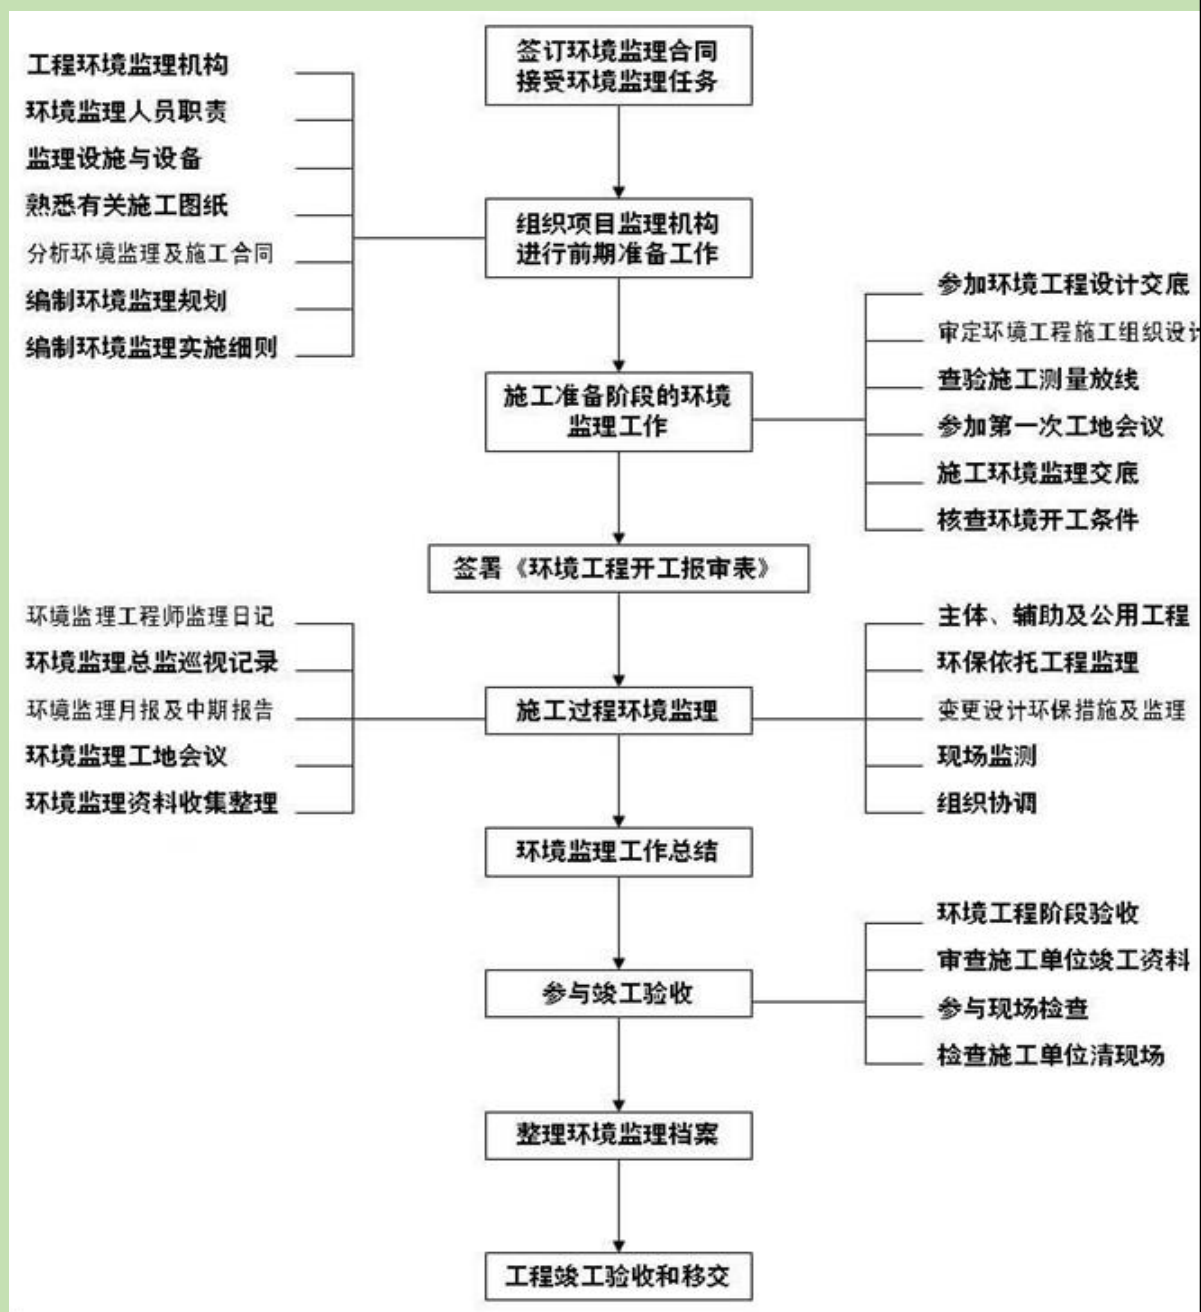 签订环境监理合同
接受环境监理任务
工程环境监理机构
环境监理人员职责
监理设施与设备
熟悉有关施工图纸
分析环境监理及施工合同
编制环境监理规划
编制环境监理实施细则
组织项目监理机构
进行前期准备工作
施工准备阶段的环境
监理工作
参加环境工程设计交底
审定环境工程施工组织设计
查验施工测量放线
参加第一次工地会议
施工环境监理交底
核查环境开工条件
签署《环境工程开工报审表》
环境监理工程师监理日记
环境监理总监巡视记录
环境监理月报及中期报告
环境监理工地会议
环境监理资料收集整理
施工过程环境监理
主体、辅助及公用工程
环保依托工程监理
变更设计环保措施及监理
现场监测
组织协调
环境监理工作总结
参与竣工验收
环境工程阶段验收
审查施工单位竣工资料
参与现场检查
检查施工单位清现场
整理环境监理档案
工程竣工验收和移交